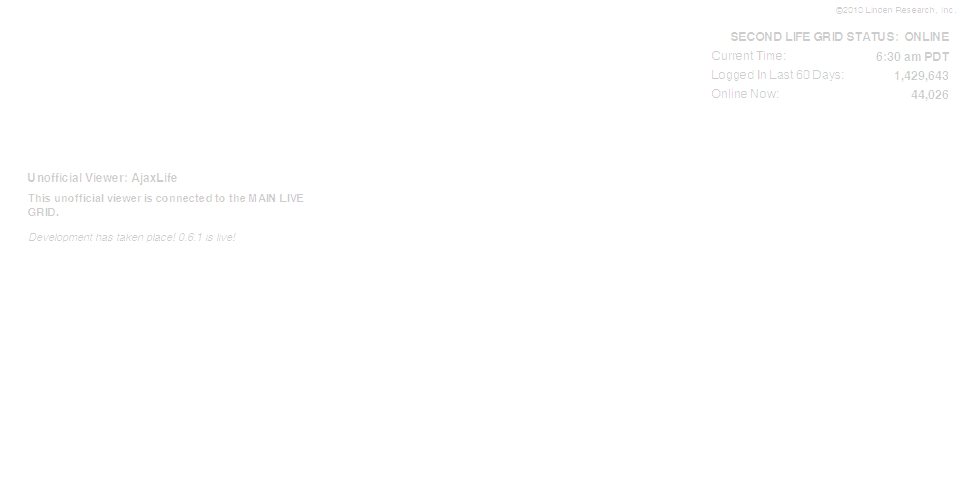 ©2010 Linden Research, Inc.
SECOND LIFE GRID STATUS: ONLINE
Current Time: 6:30 am PDT
Logged In Last 60 Days: 1,429,643
Online Now: 44,026
Unofficial Viewer: AjaxLife
This unofficial viewer is connected to the MAIN LIVE
GRID.
Development has taken place! 0.6.1 is live!